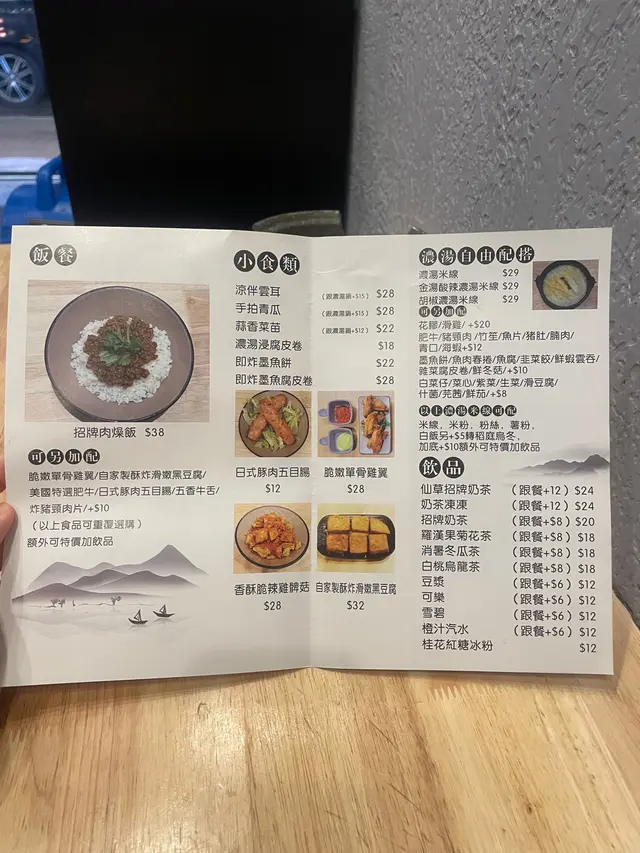 飯餐
招牌肉燥飯 $38
可另加配
脆嫩單骨雞翼/自家製酥炸滑嫩黑豆腐/
美國特選肥牛/日式豚肉五目腸/五香牛舌/
炸豬頸肉片/+$10
（以上食品可重覆選購）
額外可特價加飲品
小食類
涼伴雲耳 （跟濃湯鍋+$15） $28
手拍青瓜 （跟濃湯鍋+$15） $28
蒜香菜苗 （跟濃湯鍋+$12） $22
濃湯浸腐皮卷 $18
即炸墨魚餅 $22
即炸墨魚腐皮卷 $28
日式豚肉五目腸
$12
脆嫩單骨雞翼
$28
香酥脆辣雞髀菇
$28
自家製酥炸滑嫩黑豆腐
$32
濃湯自由配搭
濃湯米線 $29
金湯酸辣濃湯米線 $29
胡椒濃湯米線 $29
可另加配
花膠/滑雞/ +$20
肥牛/豬頸肉/竹笙/魚片/豬肚/腩肉/
青口/海蝦+$12
墨魚餅/魚肉春捲/魚腐/韭菜餃/鮮蝦雲吞/
雜菜腐皮卷/鮮冬菇/+$10
白菜仔/菜心/紫菜/生菜/滑豆腐/
什菌/芫茜/鮮茄/+$8
以上濃湯米線可配
米線，米粉，粉絲，薯粉，
白飯另+$5轉稻庭烏冬，
加底+$10額外可特價加飲品
飲品
仙草招牌奶茶 （跟餐+12）$24
奶茶凍凍 （跟餐+12）$24
招牌奶茶 （跟餐+$8）$20
羅漢果菊花茶 （跟餐+$8）$18
消暑冬瓜茶 （跟餐+$8）$18
白桃烏龍茶 （跟餐+$8）$18
豆漿 （跟餐+$6）$12
可樂 （跟餐+$6）$12
雪碧 （跟餐+$6）$12
橙汁汽水 （跟餐+$6）$12
桂花紅糖冰粉 $12